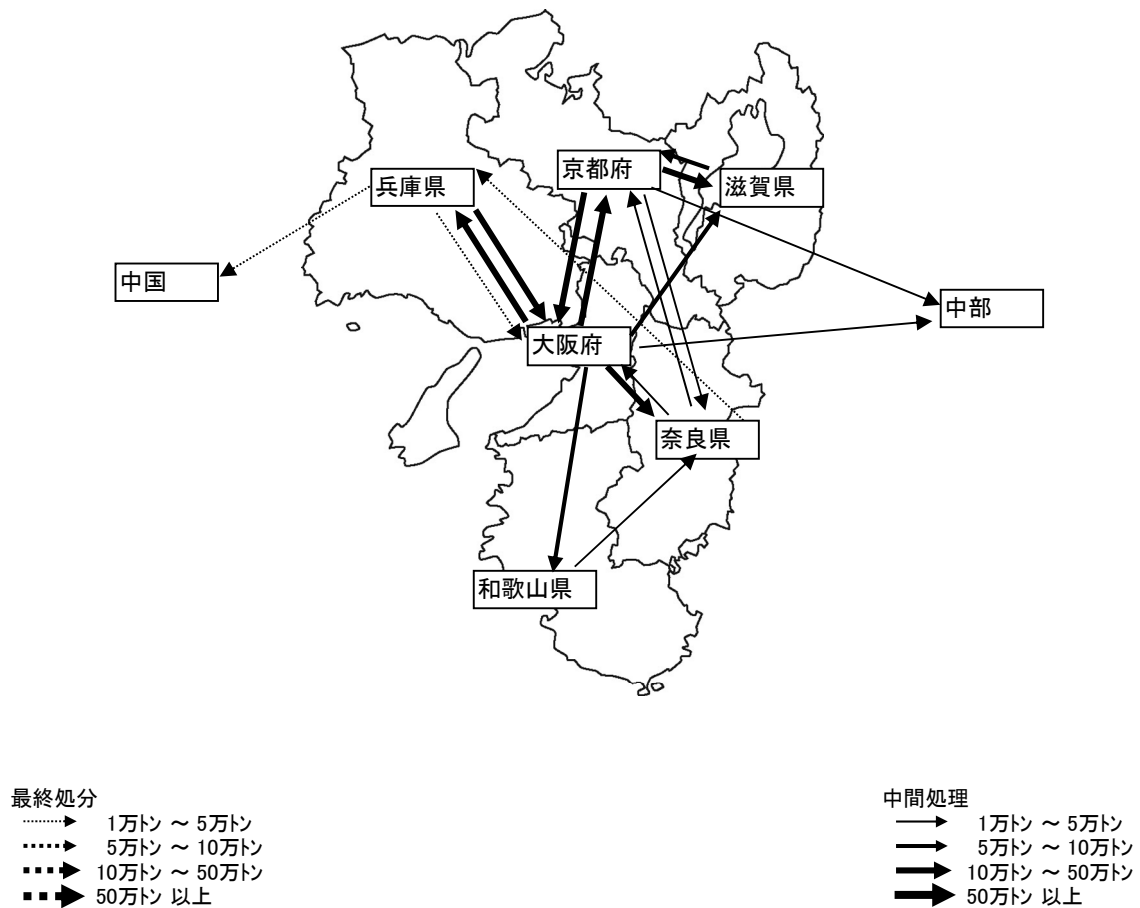 京都府
兵庫県
滋賀県
中国
中部
大阪府
奈良県
和歌山県
最終処分
1万トン ～ 5万トン
5万トン ～ 10万トン
10万トン ～ 50万トン
50万トン 以上
中間処理
1万トン ～ 5万トン
5万トン ～ 10万トン
10万トン ～ 50万トン
50万トン 以上